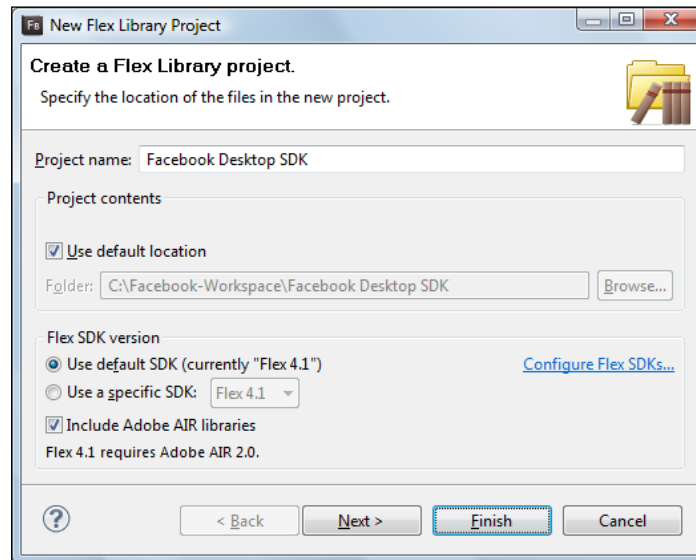 FB New Flex Library Project
Create a Flex Library project.
Specify the location of the files in the new project.
Project name: Facebook Desktop SDK
Project contents
Use default location
Folder: C:\Facebook-Workspace\Facebook Desktop SDK Browse...
Flex SDK version
Use default SDK (currently "Flex 4.1") Configure Flex SDKs...
Use a specific SDK: Flex 4.1
Include Adobe AIR libraries
Flex 4.1 requires Adobe AIR 2.0.
? < Back Next > Finish Cancel